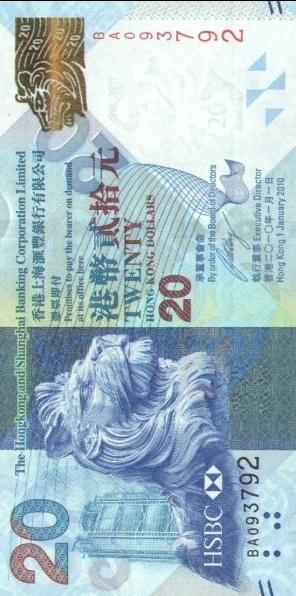 The Hongkong and Shanghai Banking Corporation Limited
香港上海滙豐銀行有限公司
憑票即付
Promises to pay the bearer on demand
at its office here
港幣貳拾元
TWENTY
HONG KONG DOLLARS
20
承董事會命
By order of the Board of Directors
執行董事 Executive Director
香港二〇一〇年一月一日
Hong Kong 1 January 2010
BA093792
20
20
20
20
HSBC
BA093792